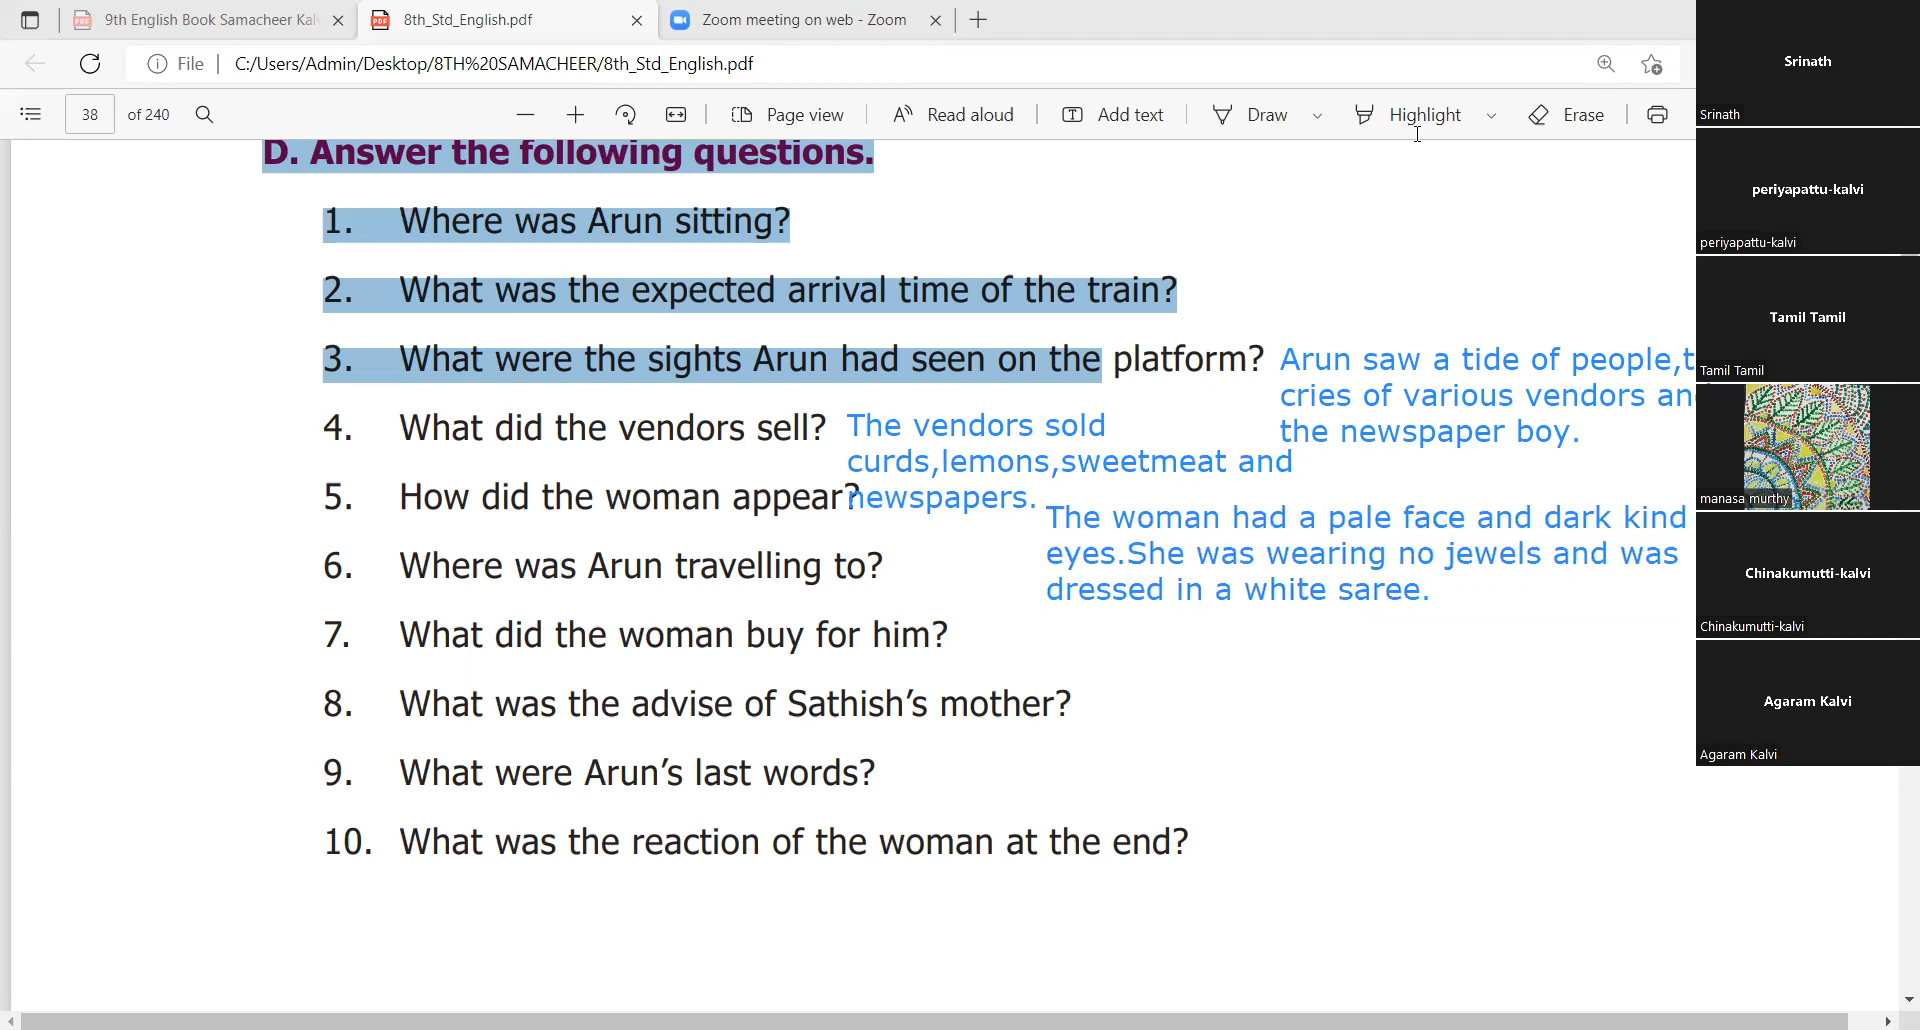 9th English Book Samacheer Kal
8th_Std_English.pdf
Zoom meeting on web - Zoom
File
C:/Users/Admin/Desktop/8TH%20SAMACHEER/8th_Std_English.pdf
38 of 240
Page view
Read aloud
Add text
Draw
Highlight
Erase
D. Answer the following questions.
1. Where was Arun sitting?
2. What was the expected arrival time of the train?
3. What were the sights Arun had seen on the platform?
Arun saw a tide of people,t
cries of various vendors an
the newspaper boy.
4. What did the vendors sell?
The vendors sold
curds,lemons,sweetmeat and
newspapers.
5. How did the woman appear?
The woman had a pale face and dark kind
eyes.She was wearing no jewels and was
dressed in a white saree.
6. Where was Arun travelling to?
7. What did the woman buy for him?
8. What was the advise of Sathish’s mother?
9. What were Arun’s last words?
10. What was the reaction of the woman at the end?
Srinath
Srinath
periyapattu-kalvi
periyapattu-kalvi
Tamil Tamil
Tamil Tamil
manasa murthy
Chinakumutti-kalvi
Chinakumutti-kalvi
Agaram Kalvi
Agaram Kalvi